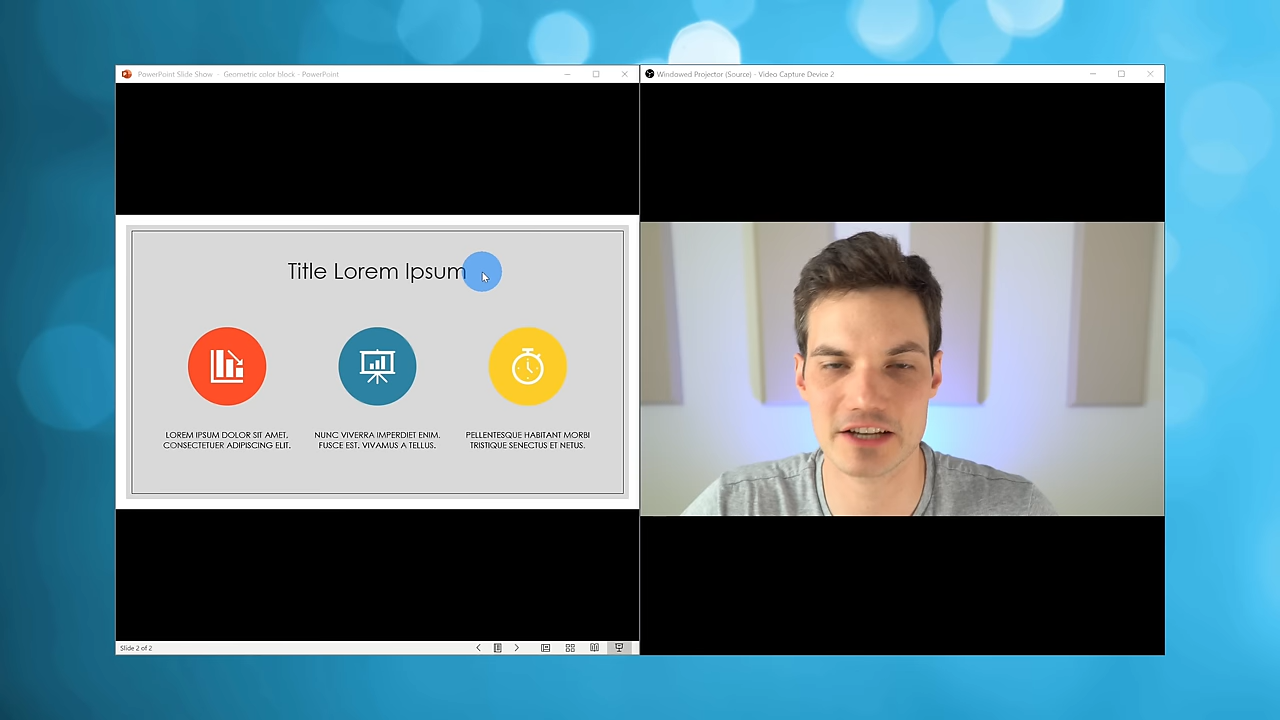 PowerPoint Slide Show - Geometric color block - PowerPoint
Windowed Projector (Source) - Video Capture Device 2
Title Lorem Ipsum
LOREM IPSUM DOLOR SIT AMET,
CONSECTETUER ADIPISCING ELIT.
NUNC VIVERRA IMPERDIET ENIM.
FUSCE EST. VIVAMUS A TELLUS.
PELLENTESQUE HABITANT MORBI
TRISTIQUE SENECTUS ET NETUS.
Slide 2 of 2